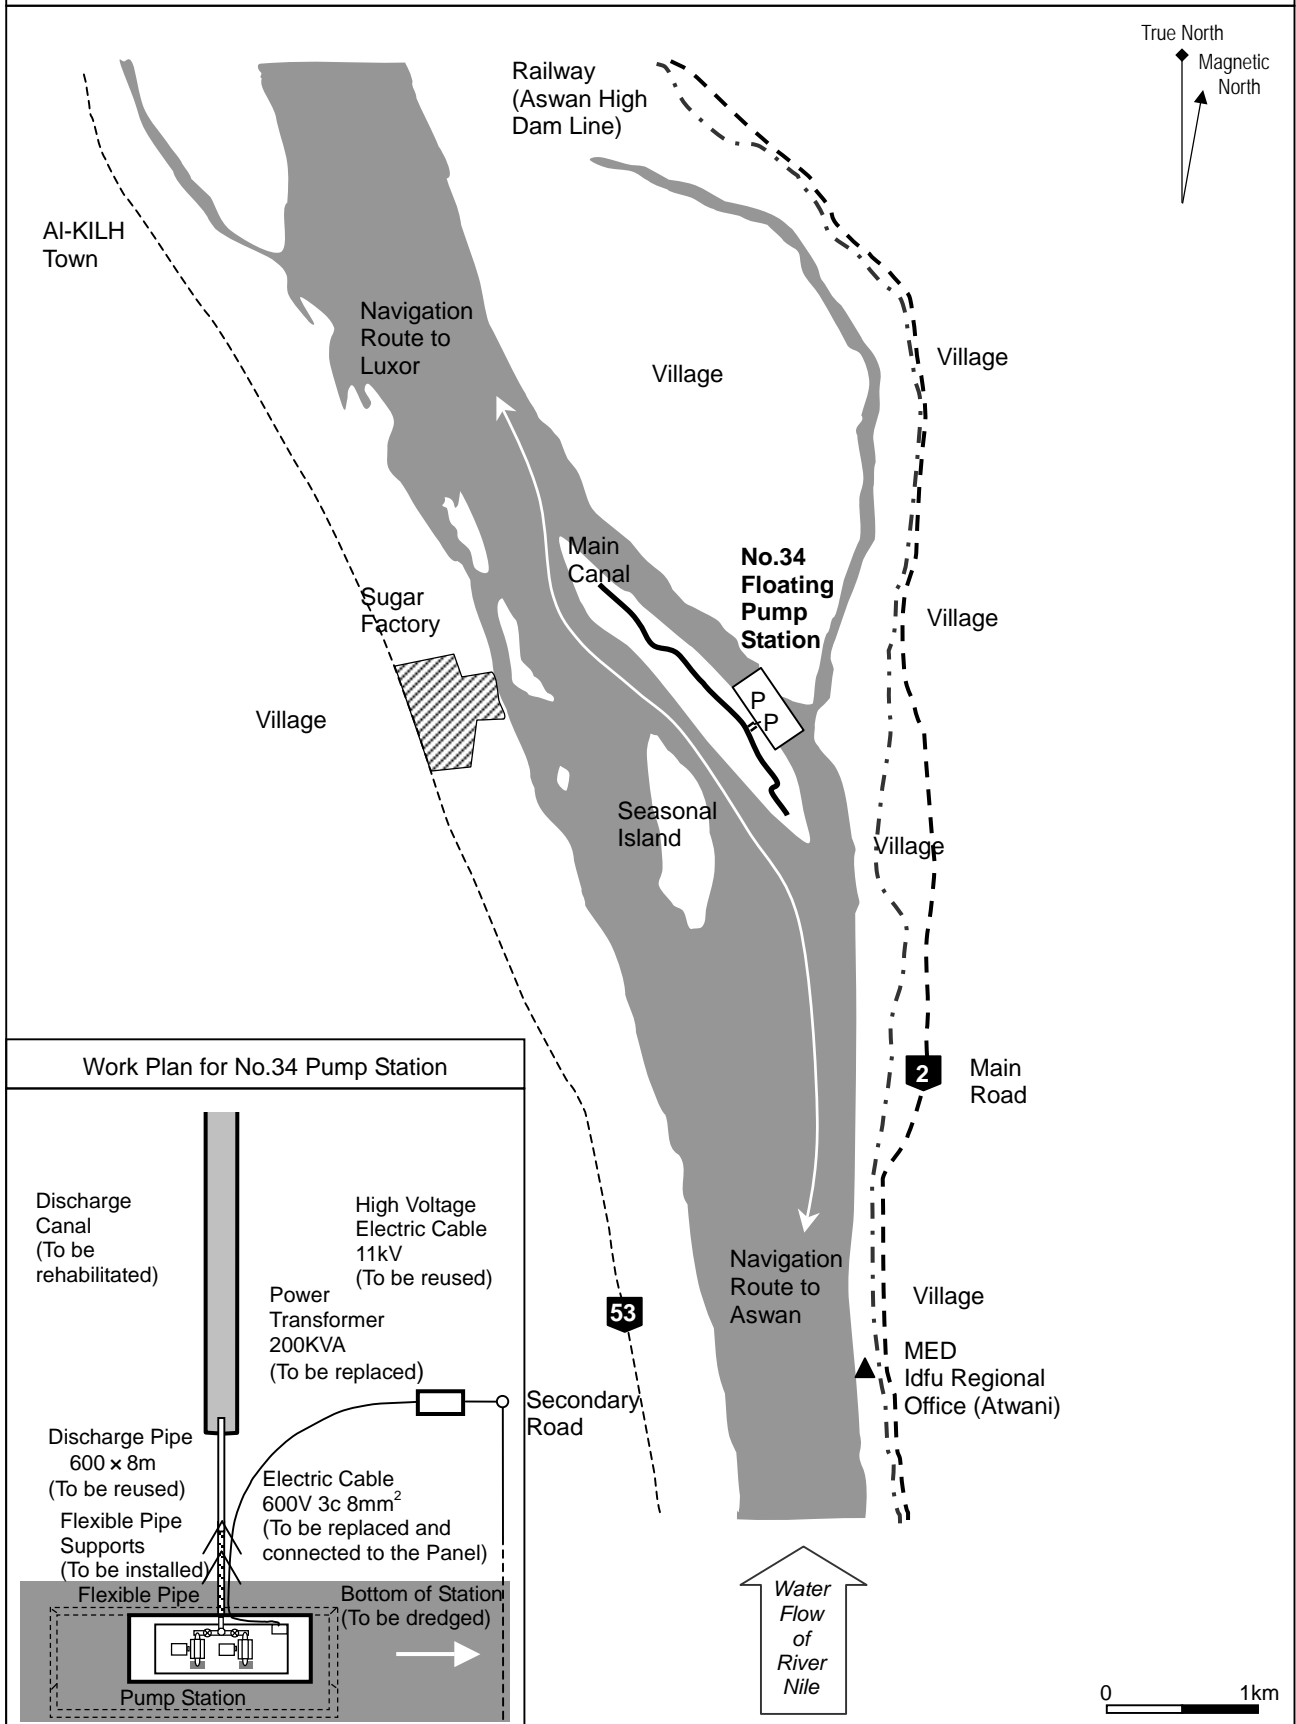 True North
Magnetic
North
Railway
(Aswan High
Dam Line)
Al-KILH
Town
Navigation
Route to
Luxor
Village
Village
Main
Canal
No.34
Floating
Pump
Station
Sugar
Factory
Village
P
P
Village
Seasonal
Island
Village
2
Main
Road
Navigation
Route to
Aswan
Village
53
MED
Idfu Regional
Office (Atwani)
Secondary
Road
Water
Flow
of
River
Nile
0 1km
Work Plan for No.34 Pump Station
Discharge
Canal
(To be
rehabilitated)
High Voltage
Electric Cable
11kV
(To be reused)
Power
Transformer
200KVA
(To be replaced)
Discharge Pipe
600 × 8m
(To be reused)
Electric Cable
600V 3c 8mm²
(To be replaced and
connected to the Panel)
Flexible Pipe
Supports
(To be installed)
Flexible Pipe
Bottom of Station
(To be dredged)
Pump Station